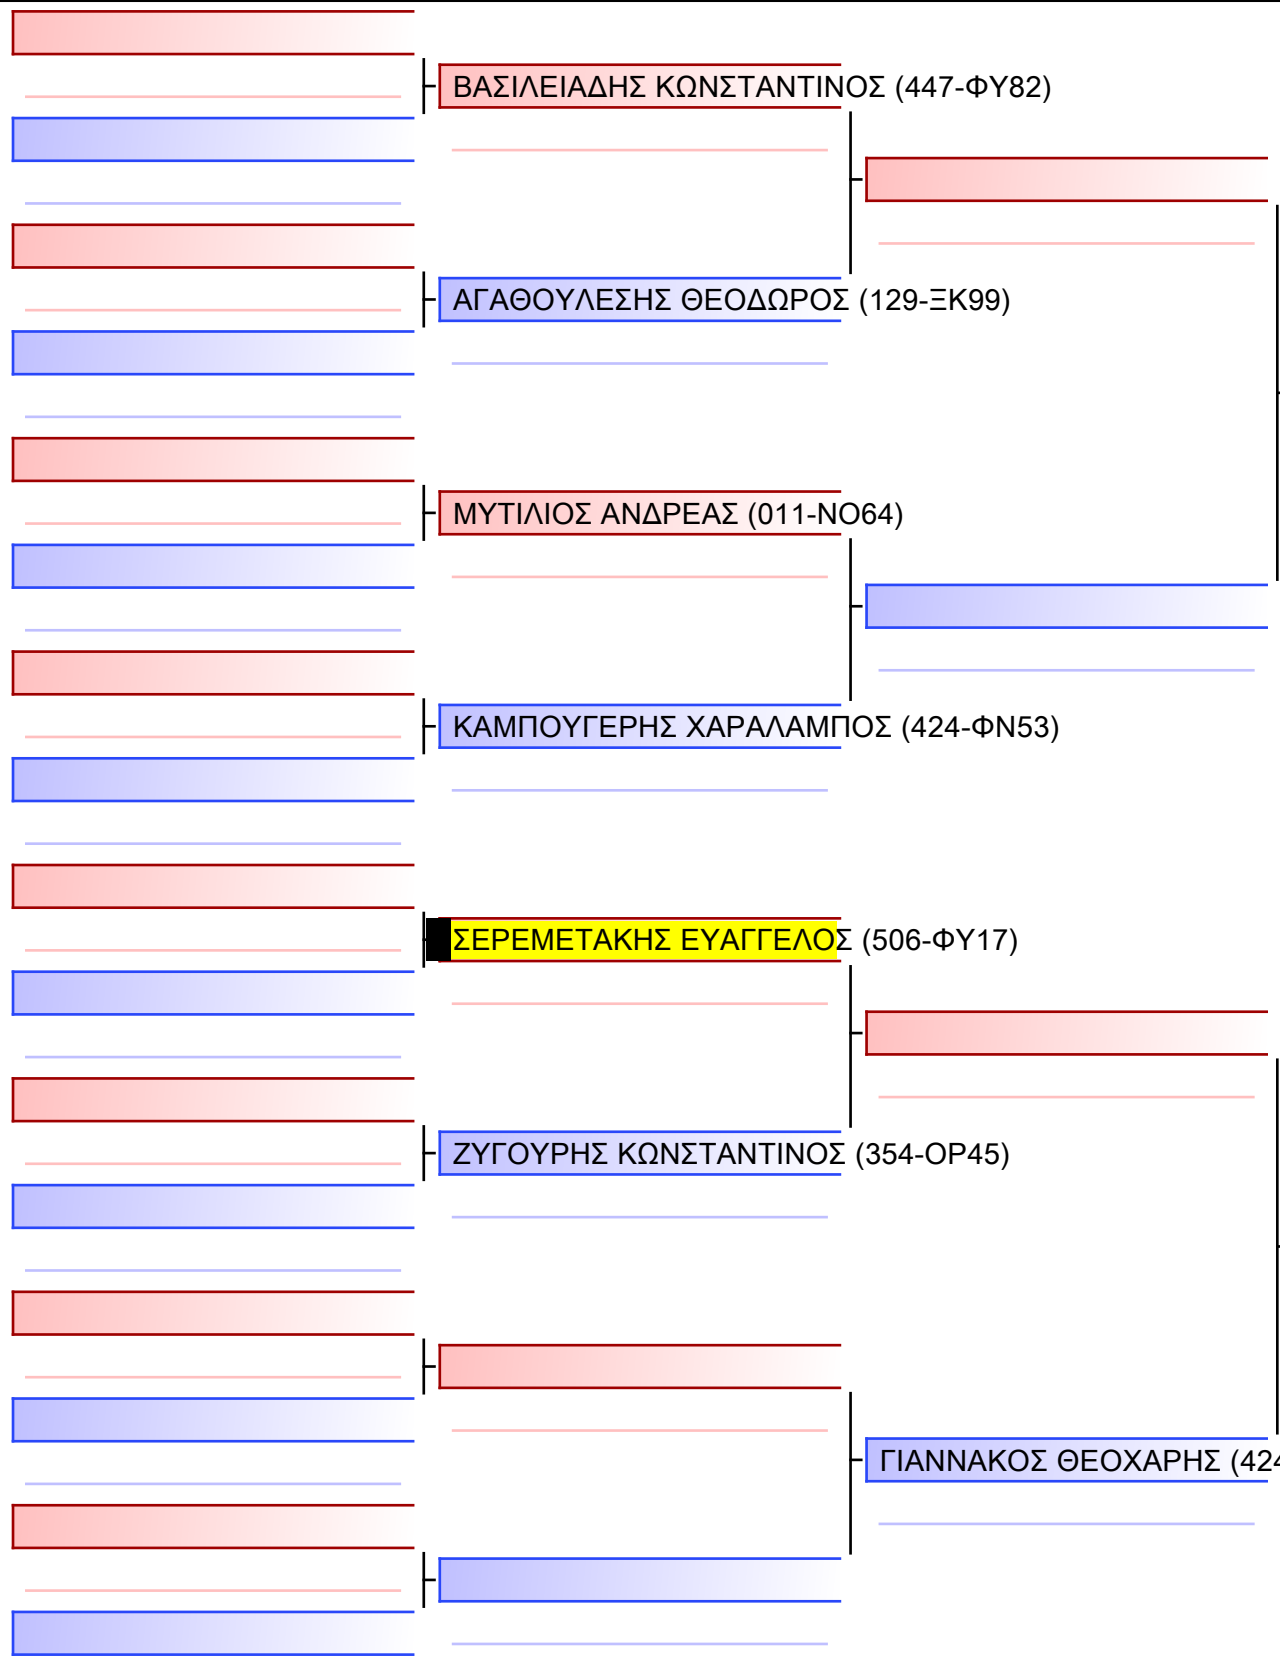 ΒΑΣΙΛΕΙΑΔΗΣ ΚΩΝΣΤΑΝΤΙΝΟΣ (447-ΦΥ82)
ΑΓΑΘΟΥΛΕΣΗΣ ΘΕΟΔΩΡΟΣ (129-ΞΚ99)
ΜΥΤΙΛΙΟΣ ΑΝΔΡΕΑΣ (011-ΝΟ64)
ΚΑΜΠΟΥΓΕΡΗΣ ΧΑΡΑΛΑΜΠΟΣ (424-ΦΝ53)
ΣΕΡΕΜΕΤΑΚΗΣ ΕΥΑΓΓΕΛΟΣ (506-ΦΥ17)
ΖΥΓΟΥΡΗΣ ΚΩΝΣΤΑΝΤΙΝΟΣ (354-ΟΡ45)
ΓΙΑΝΝΑΚΟΣ ΘΕΟΧΑΡΗΣ (424